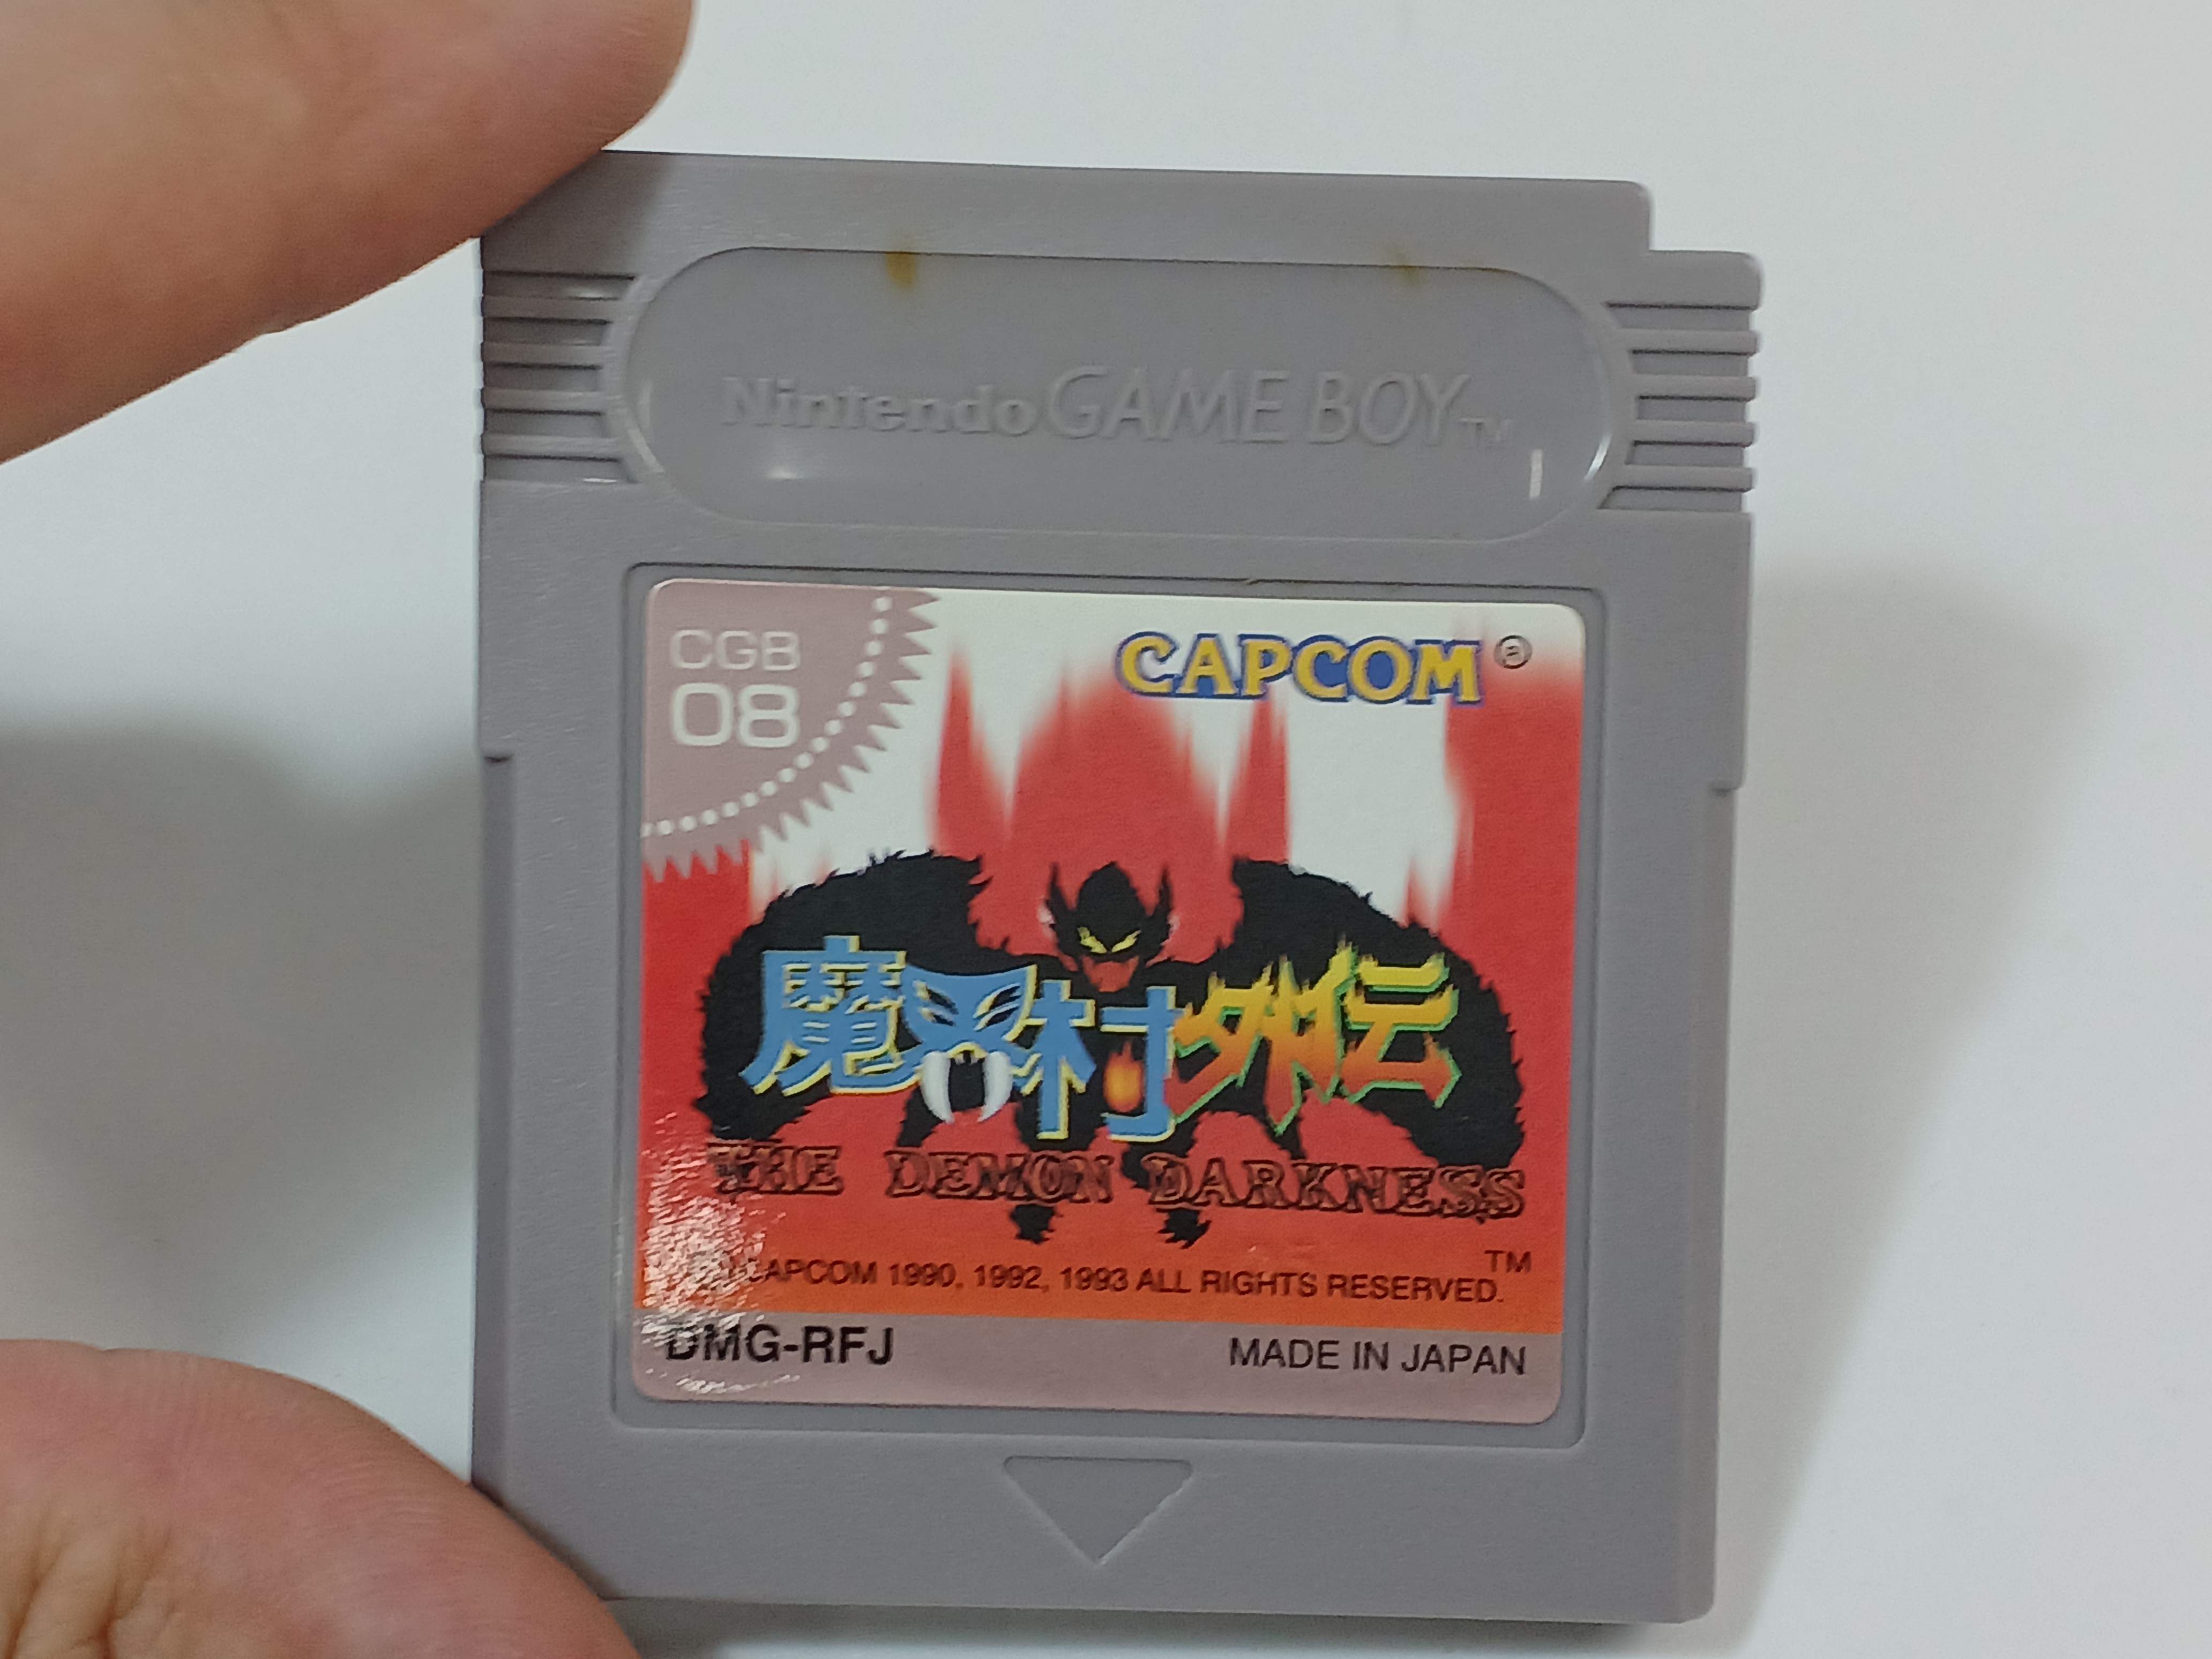 Nintendo GAME BOY TM
CGB
08
CAPCOM ®
魔界村外伝
THE DEMON DARKNESS
TM
CAPCOM 1990, 1992, 1993 ALL RIGHTS RESERVED.
DMG-RFJ
MADE IN JAPAN